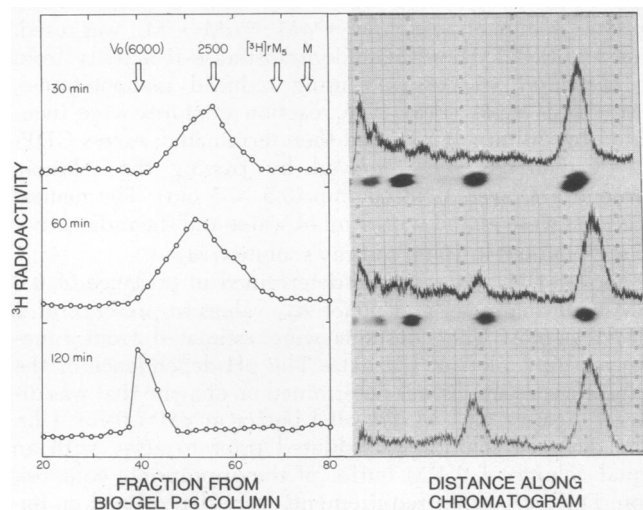 Vo(6000) 2500 [³H]rM₅ M
30 min
60 min
120 min
³H RADIOACTIVITY
20 40 60 80
FRACTION FROM
BIO-GEL P-6 COLUMN
DISTANCE ALONG
CHROMATOGRAM